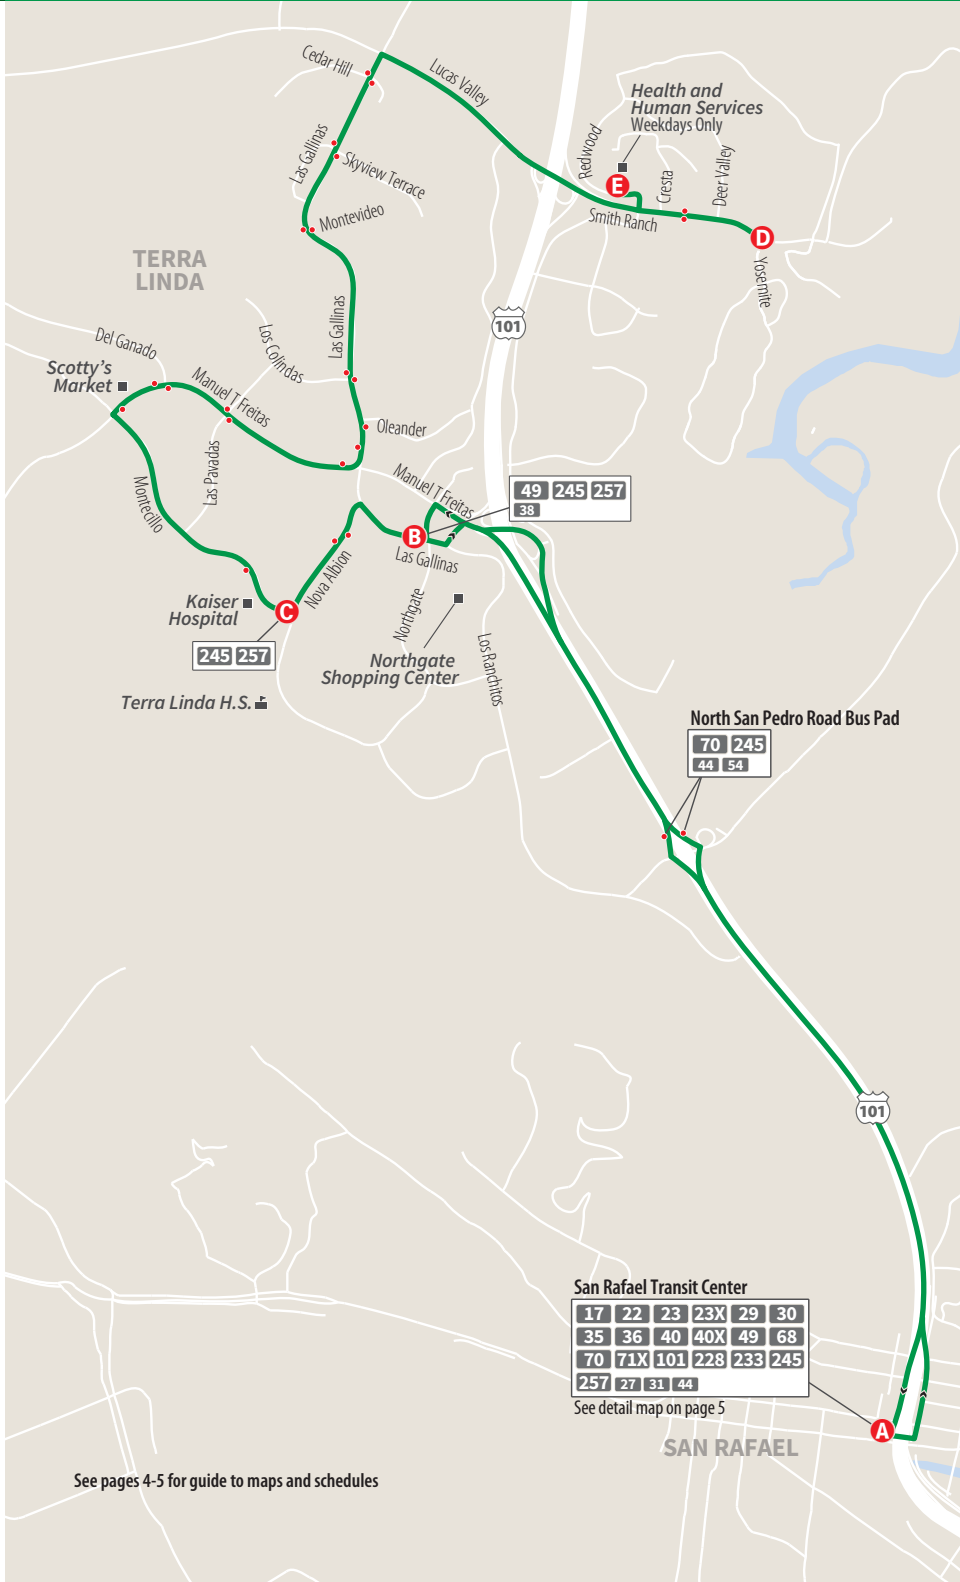 Cedar Hill
Lucas Valley
Health and
Human Services
Weekdays Only
Redwood
Las Gallinas
Skyview Terrace
Cresta
Deer Valley
E
Montevideo
Smith Ranch
D
TERRA
LINDA
Yosemite
Las Gallinas
101
Del Ganado
Los Colindas
Scotty's
Market
Manuel T Freitas
Oleander
Las Pavadas
Montecillo
Manuel T Freitas
49 245 257
38
B
Las Gallinas
Nova Albion
Kaiser
Hospital
C
Northgate
245 257
Northgate
Shopping Center
Los Ranchitos
Terra Linda H.S.
North San Pedro Road Bus Pad
70 245
44 54
101
San Rafael Transit Center
17 22 23 23X 29 30
35 36 40 40X 49 68
70 71X 101 228 233 245
257 27 31 44
See detail map on page 5
A
SAN RAFAEL
See pages 4-5 for guide to maps and schedules